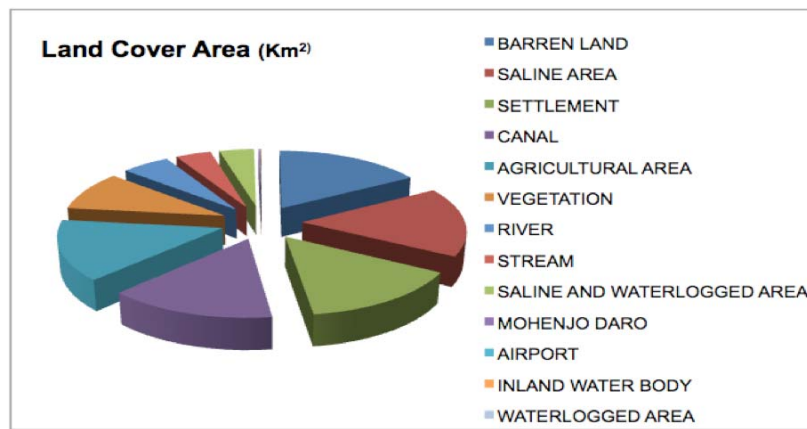 Land Cover Area (Km²)
BARREN LAND
SALINE AREA
SETTLEMENT
CANAL
AGRICULTURAL AREA
VEGETATION
RIVER
STREAM
SALINE AND WATERLOGGED AREA
MOHENJO DARO
AIRPORT
INLAND WATER BODY
WATERLOGGED AREA